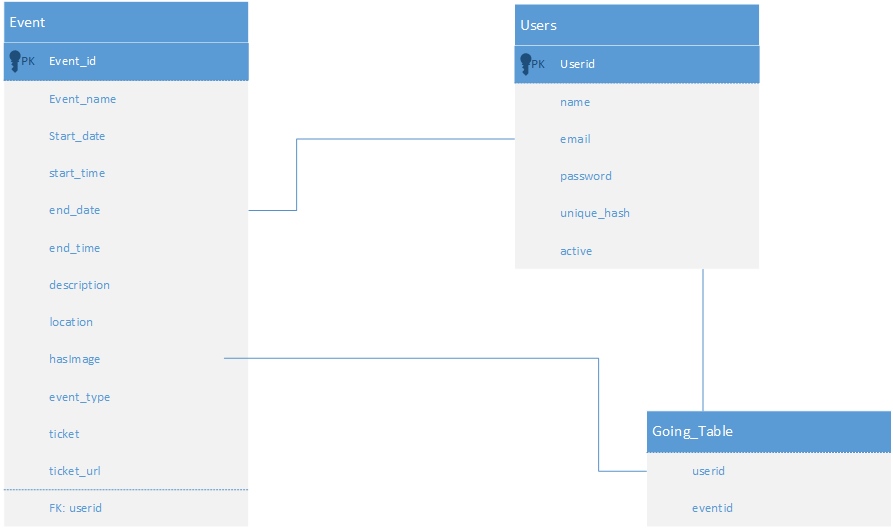 Event
PK Event_id
Event_name
Start_date
start_time
end_date
end_time
description
location
hasImage
event_type
ticket
ticket_url
FK: userid
Users
PK Userid
name
email
password
unique_hash
active
Going_Table
userid
eventid